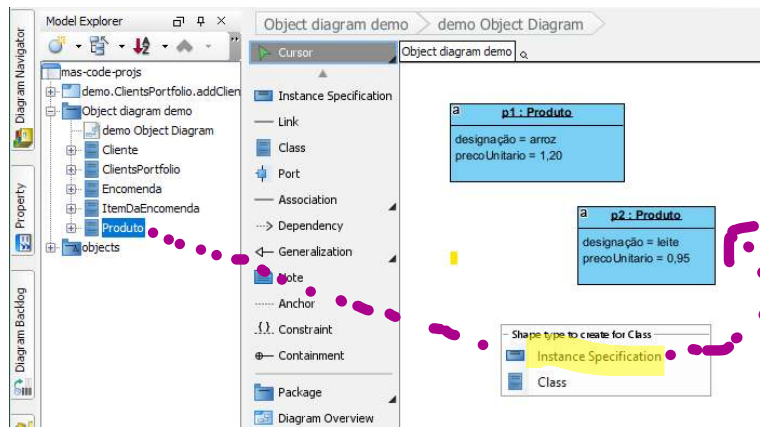 Model Explorer
Object diagram demo
demo Object Diagram
Diagram Navigator
Property
Diagram Backlog
mas-code-projs
demo.ClientsPortfolio.addClien
Object diagram demo
demo Object Diagram
Cliente
ClientsPortfolio
Encomenda
ItemDaEncomenda
Produto
objects
Cursor
Instance Specification
Link
Class
Port
Association
Dependency
Generalization
Note
Anchor
Constraint
Containment
Package
Diagram Overview
Object diagram demo
a
p1 : Produto
designação = arroz
precoUnitario = 1,20
a
p2 : Produto
designação = leite
precoUnitario = 0,95
Shape type to create for Class
Instance Specification
Class